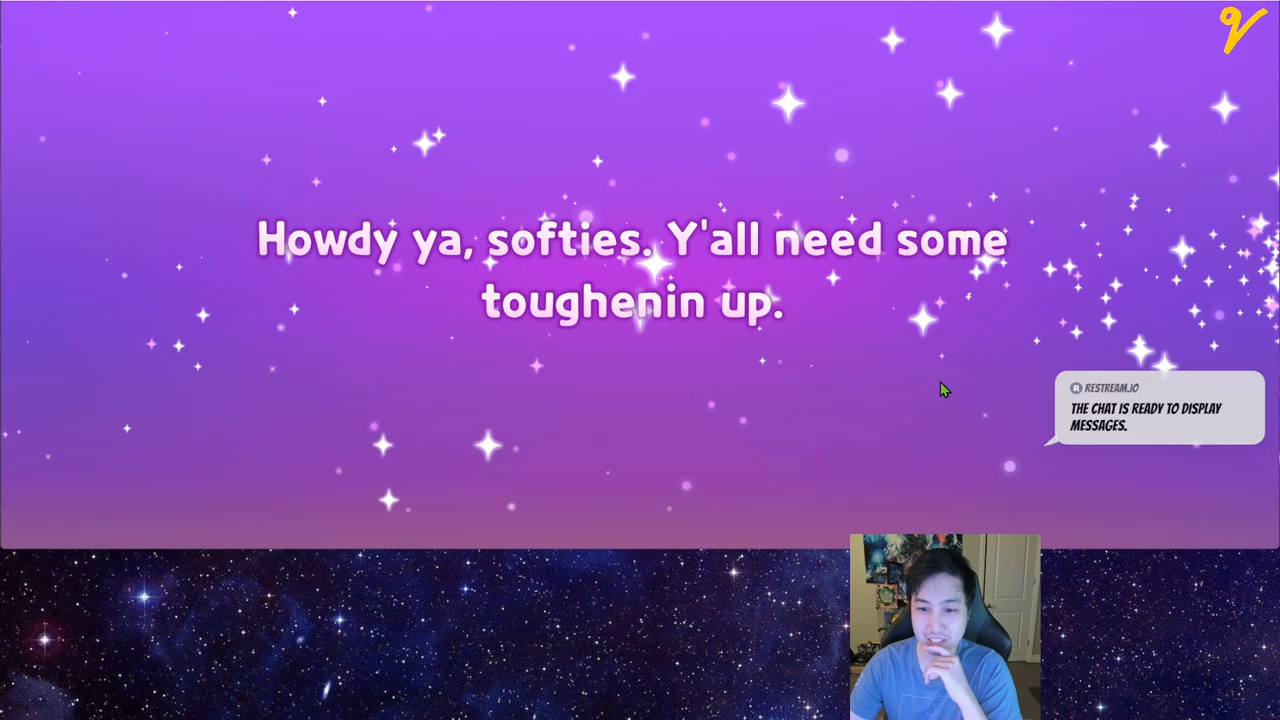 Howdy ya, softies. Y'all need some
toughenin up.
RESTREAM.IO
THE CHAT IS READY TO DISPLAY
MESSAGES.